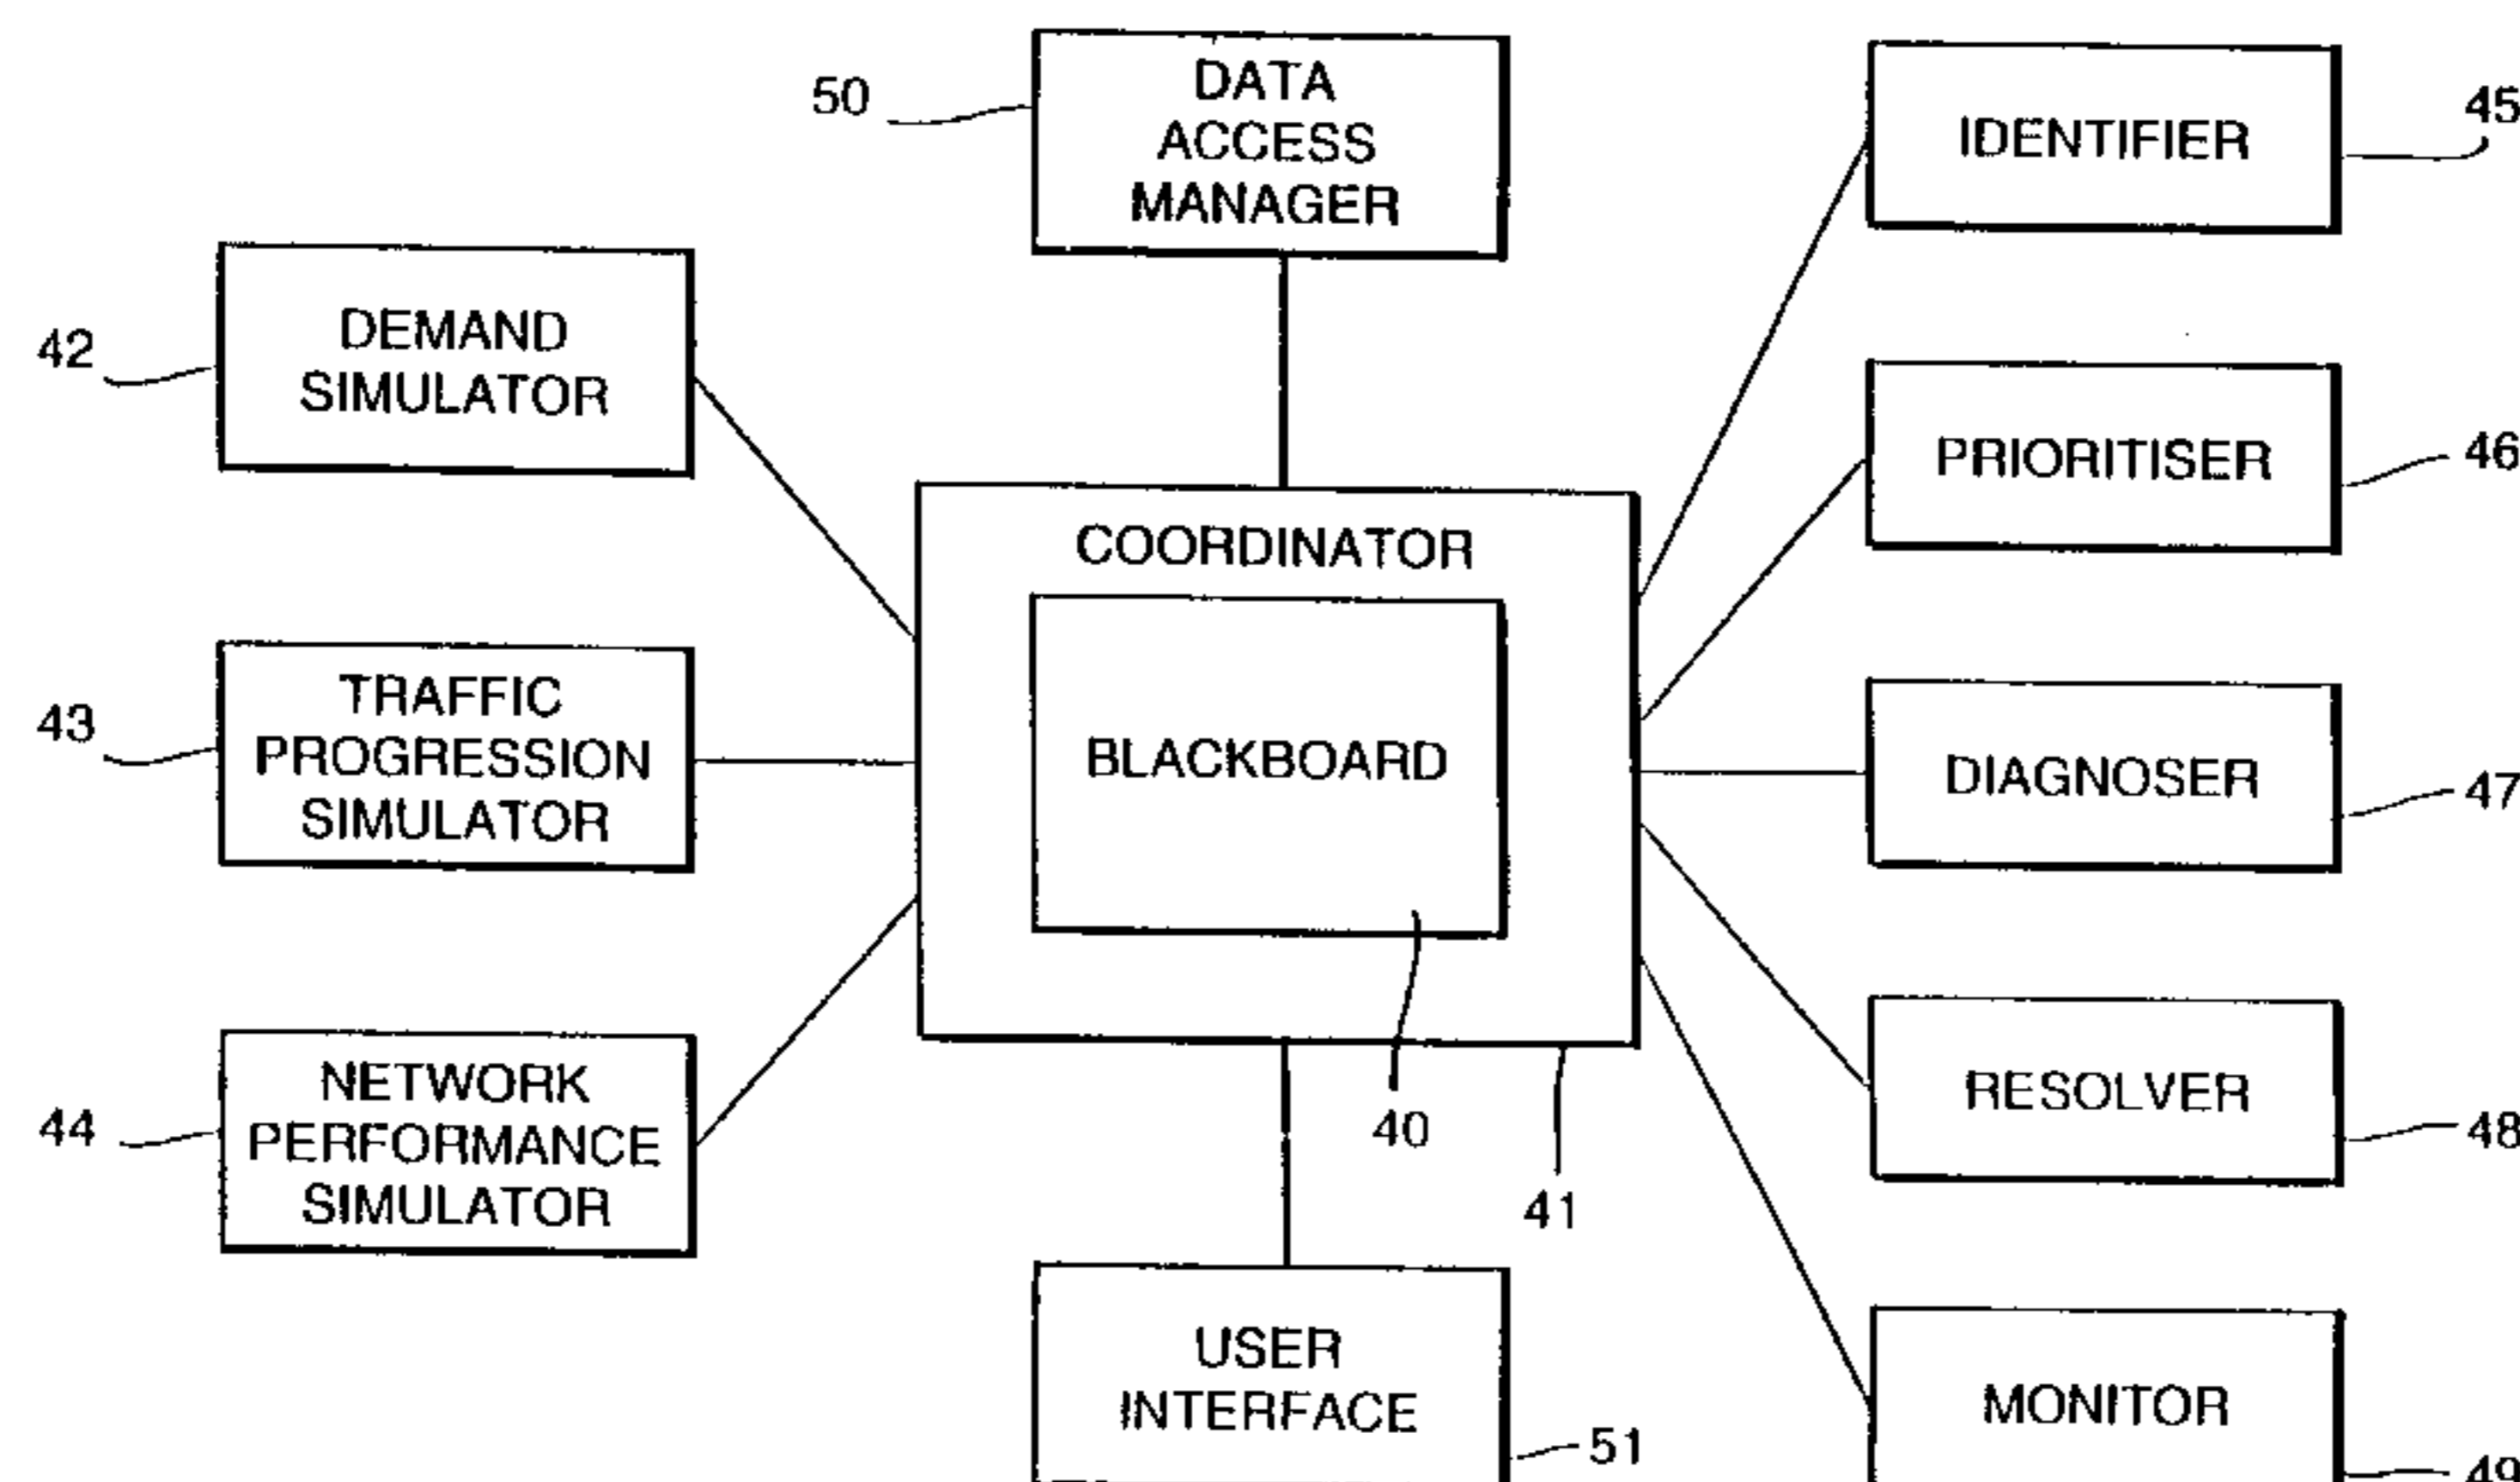 50
DATA
ACCESS
MANAGER
IDENTIFIER
45
42
DEMAND
SIMULATOR
PRIORITISER
46
COORDINATOR
43
TRAFFIC
PROGRESSION
SIMULATOR
BLACKBOARD
DIAGNOSER
47
44
NETWORK
PERFORMANCE
SIMULATOR
40
41
RESOLVER
48
USER
INTERFACE
51
MONITOR
49